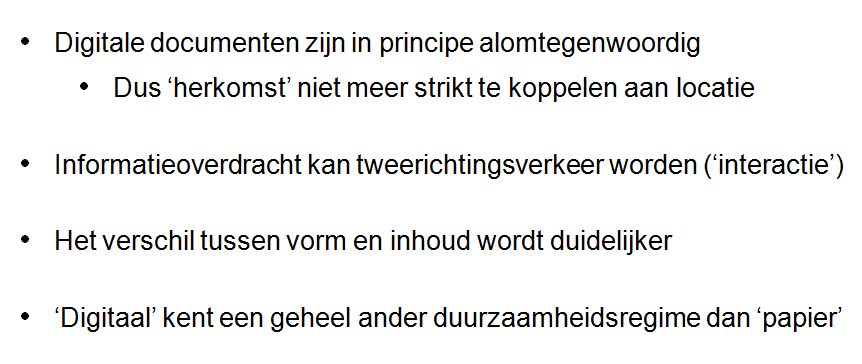 • Digitale documenten zijn in principe alomtegenwoordig
• Dus ‘herkomst’ niet meer strikt te koppelen aan locatie
• Informatieoverdracht kan tweerichtingsverkeer worden (‘interactie’)
• Het verschil tussen vorm en inhoud wordt duidelijker
• ‘Digitaal’ kent een geheel ander duurzaamheidsregime dan ‘papier’